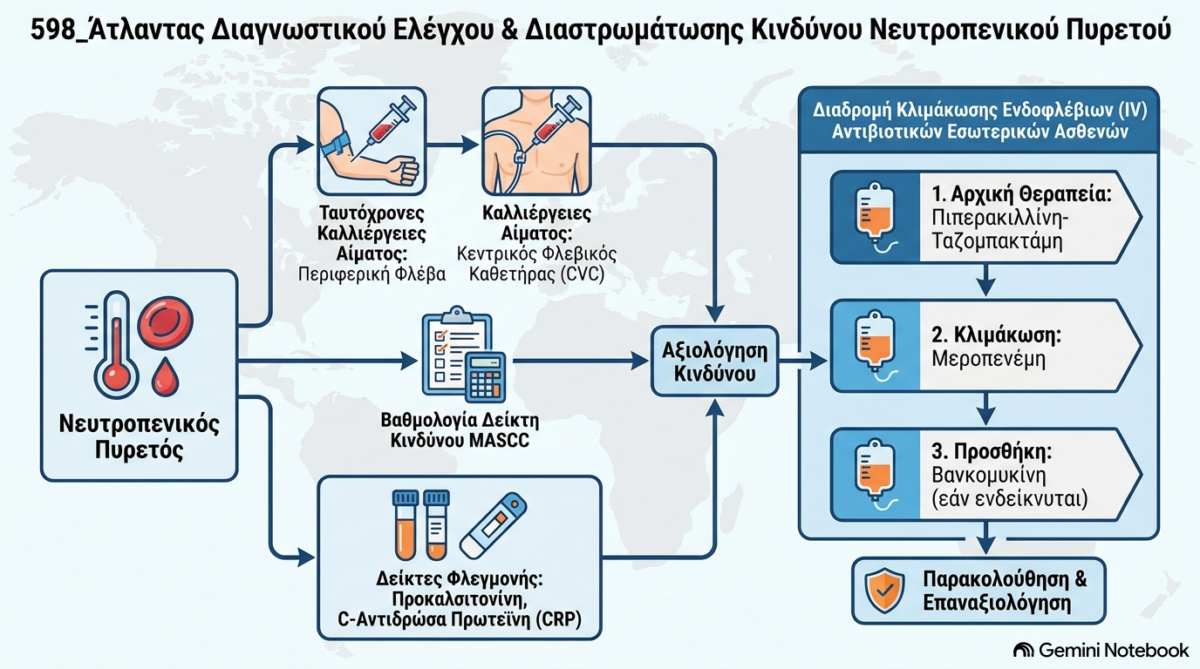 598_Άτλαντας Διαγνωστικού Ελέγχου & Διαστρωμάτωσης Κινδύνου Νευτροπενικού Πυρετού
Νευτροπενικός
Πυρετός
Ταυτόχρονες
Καλλιέργειες
Αίματος:
Περιφερική Φλέβα
Καλλιέργειες
Αίματος:
Κεντρικός Φλεβικός
Καθετήρας (CVC)
Βαθμολογία Δείκτη
Κινδύνου MASCC
Δείκτες Φλεγμονής:
Προκαλσιτονίνη,
C-Αντιδρώσα Πρωτεΐνη (CRP)
Αξιολόγηση
Κινδύνου
Διαδρομή Κλιμάκωσης Ενδοφλέβιων (IV)
Αντιβιοτικών Εσωτερικών Ασθενών
1. Αρχική Θεραπεία:
Πιπερακιλλίνη-
Ταζομπακτάμη
2. Κλιμάκωση:
Μεροπενέμη
3. Προσθήκη:
Βανκομυκίνη
(εάν ενδείκνυται)
Παρακολούθηση &
Επαναξιολόγηση
Gemini Notebook